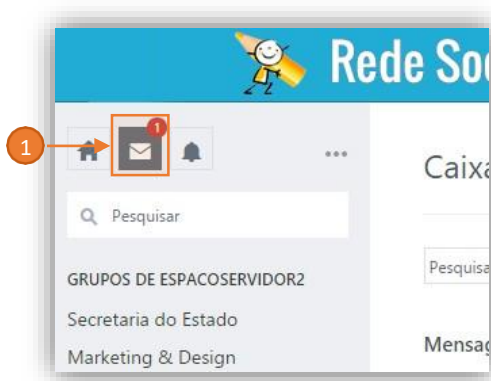 Rede Soc
1
1
Caixa
Pesquisar
Pesquisa
GRUPOS DE ESPACOSERVIDOR2
Secretaria do Estado
Mensag
Marketing & Design